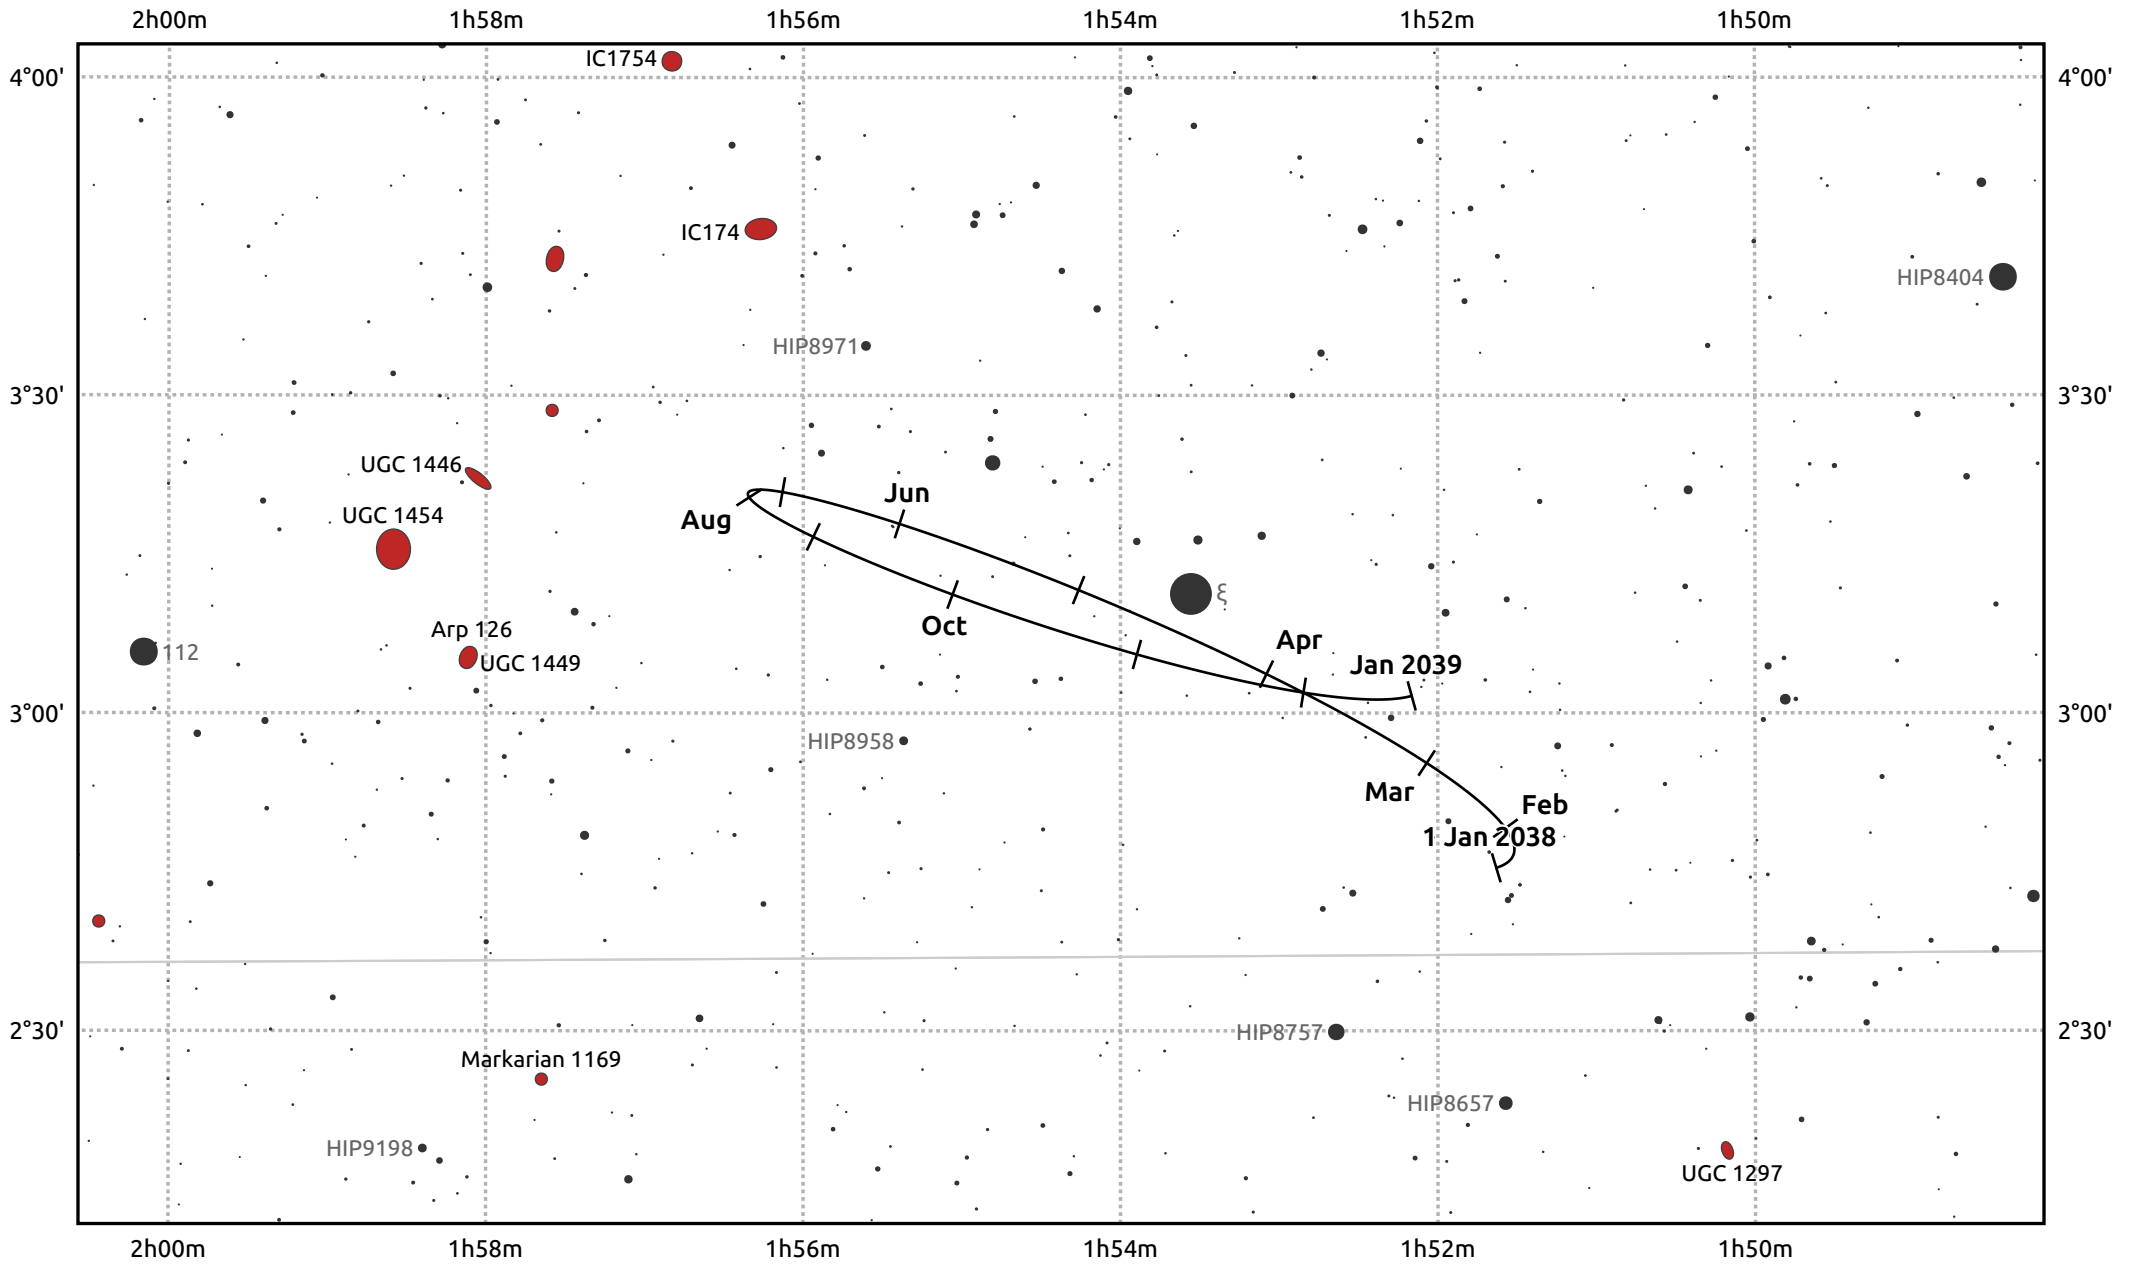 2h00m 1h58m 1h56m 1h54m 1h52m 1h50m
IC1754
4°00' 4°00'
IC174
HIP8404
HIP8971
3°30' 3°30'
UGC 1446
Jun
UGC 1454
Aug
ξ
Oct
Arp 126
Apr
112
UGC 1449
Jan 2039
3°00' 3°00'
HIP8958
Mar
Feb
1 Jan 2038
2°30' 2°30'
HIP8757
Markarian 1169
HIP8657
HIP9198
UGC 1297
2h00m 1h58m 1h56m 1h54m 1h52m 1h50m